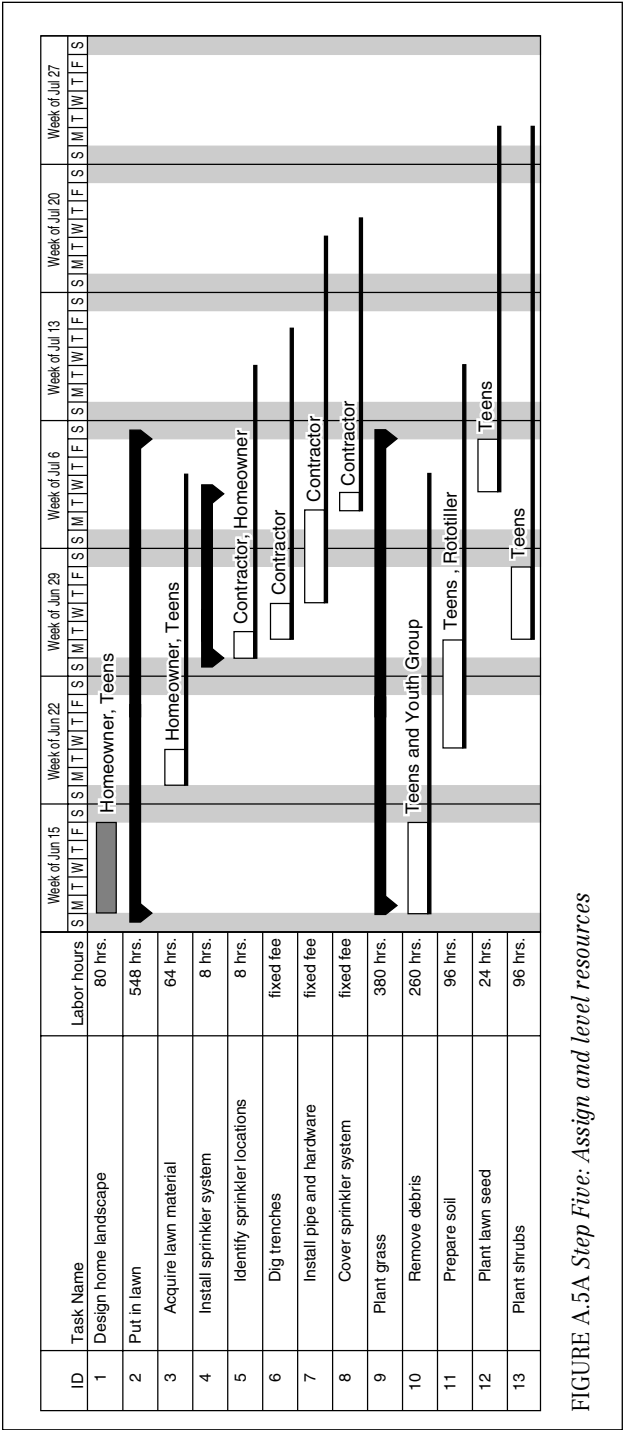 ID Task Name Labor hours Week of Jun 15 Week of Jun 22 Week of Jun 29 Week of Jul 6 Week of Jul 13 Week of Jul 20 Week of Jul 27
S M T W T F S S M T W T F S S M T W T F S S M T W T F S S M T W T F S S M T W T F S S M T W T F S
1 Design home landscape 80 hrs. Homeowner, Teens
2 Put in lawn 548 hrs.
3 Acquire lawn material 64 hrs. Homeowner, Teens
4 Install sprinkler system 8 hrs.
5 Identify sprinkler locations 8 hrs. Contractor, Homeowner
6 Dig trenches fixed fee Contractor
7 Install pipe and hardware fixed fee Contractor
8 Cover sprinkler system fixed fee Contractor
9 Plant grass 380 hrs.
10 Remove debris 260 hrs. Teens and Youth Group
11 Prepare soil 96 hrs. Teens , Rototiller
12 Plant lawn seed 24 hrs. Teens
13 Plant shrubs 96 hrs. Teens
FIGURE A.5A Step Five: Assign and level resources